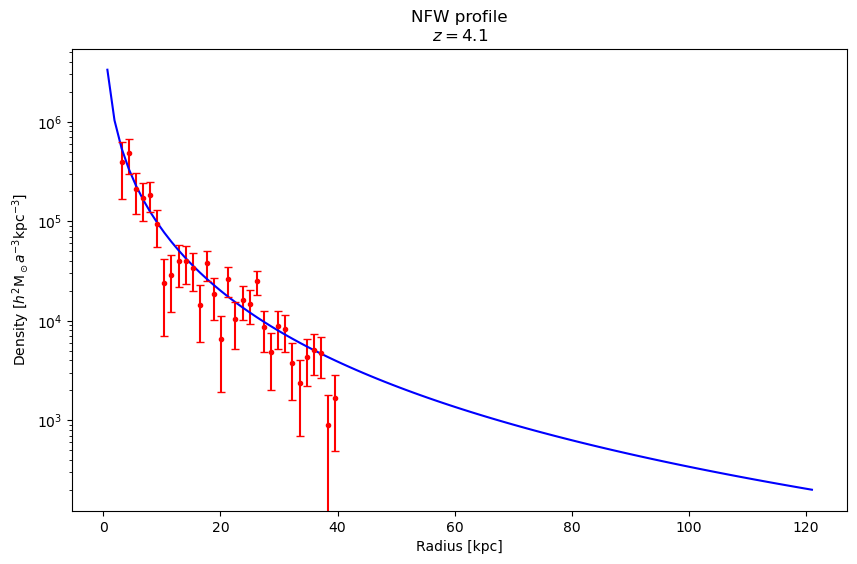 NFW profile
z = 4.1
Density [h²M⊙a⁻³kpc⁻³]
10⁶
10⁵
10⁴
10³
0 20 40 60 80 100 120
Radius [kpc]